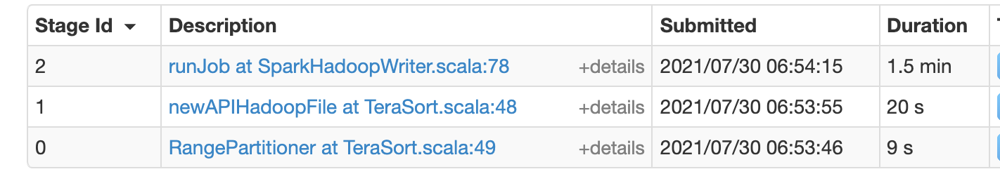 Stage Id Description Submitted Duration
2 runJob at SparkHadoopWriter.scala:78 +details 2021/07/30 06:54:15 1.5 min
1 newAPIHadoopFile at TeraSort.scala:48 +details 2021/07/30 06:53:55 20 s
0 RangePartitioner at TeraSort.scala:49 +details 2021/07/30 06:53:46 9 s